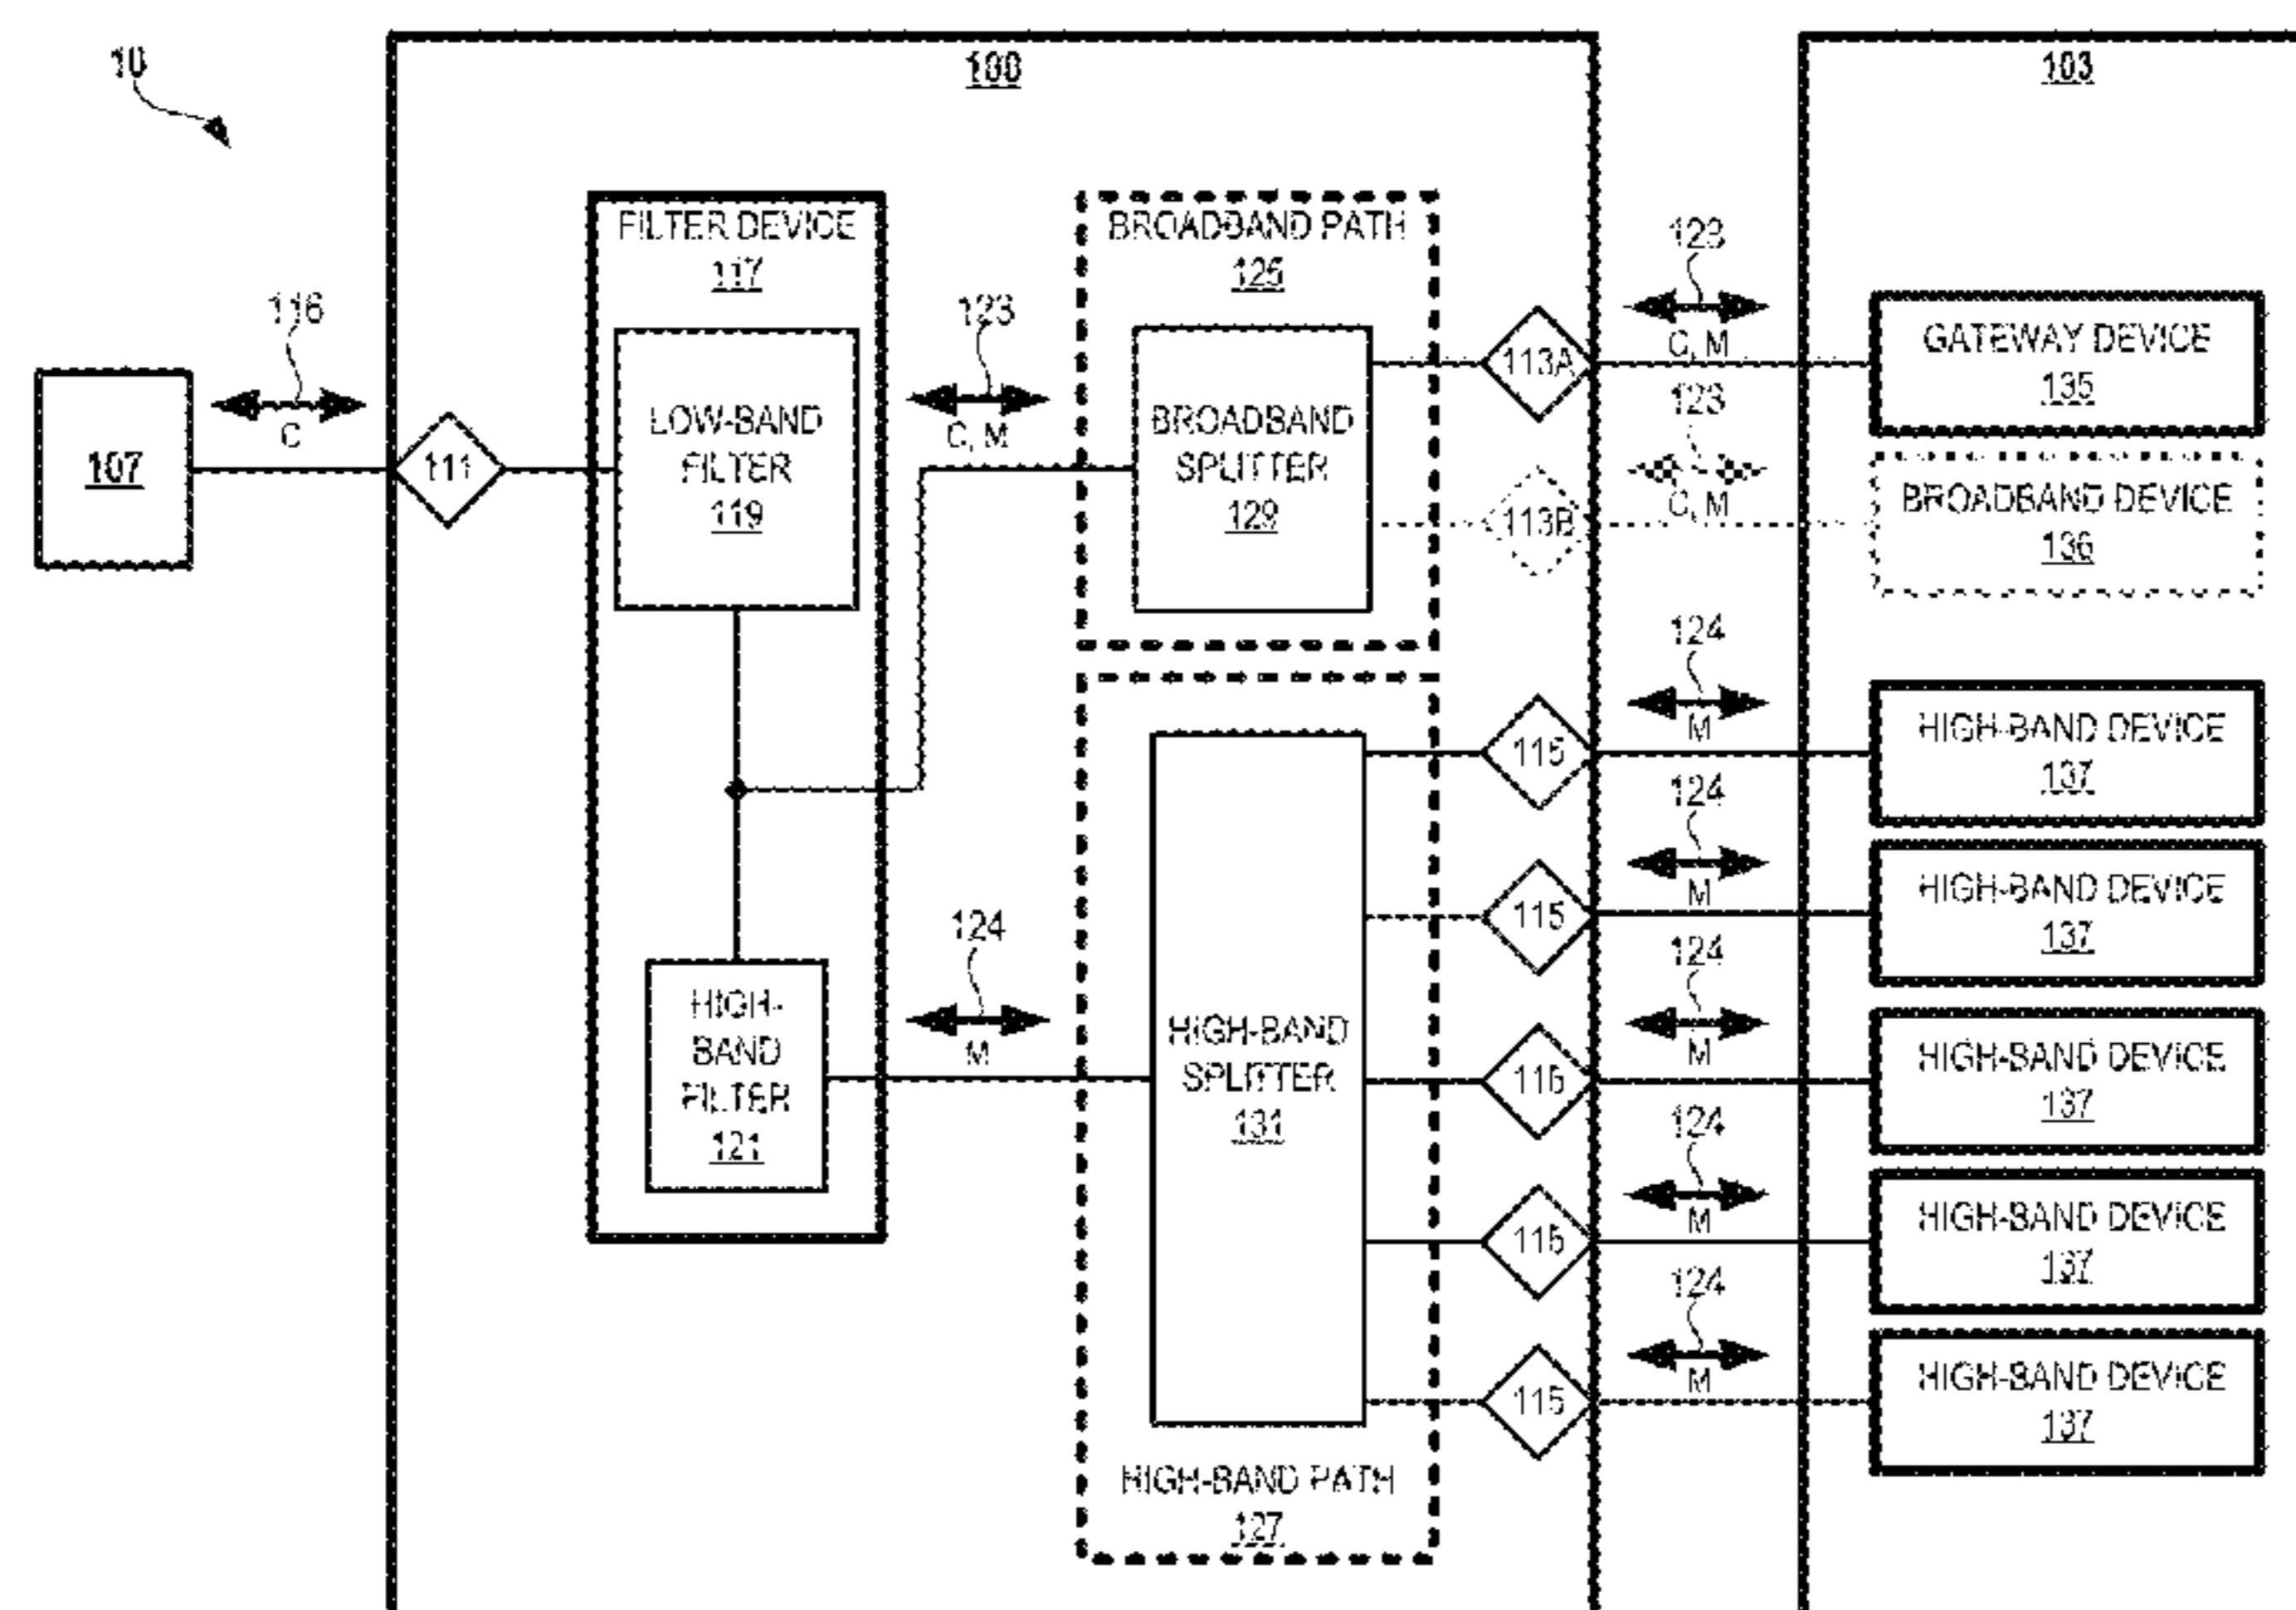 10
100
103
FILTER DEVICE
117
BROADBAND PATH
125
116
C
107
111
LOW-BAND
FILTER
119
123
C, M
BROADBAND
SPLITTER
129
113A
123
C, M
GATEWAY DEVICE
135
113B
123
C, M
BROADBAND DEVICE
136
HIGH-
BAND
FILTER
121
124
M
HIGH-BAND
SPLITTER
131
HIGH-BAND PATH
127
115
124
M
HIGH-BAND DEVICE
137
115
124
M
HIGH-BAND DEVICE
137
115
124
M
HIGH-BAND DEVICE
137
115
124
M
HIGH-BAND DEVICE
137
115
124
M
HIGH-BAND DEVICE
137